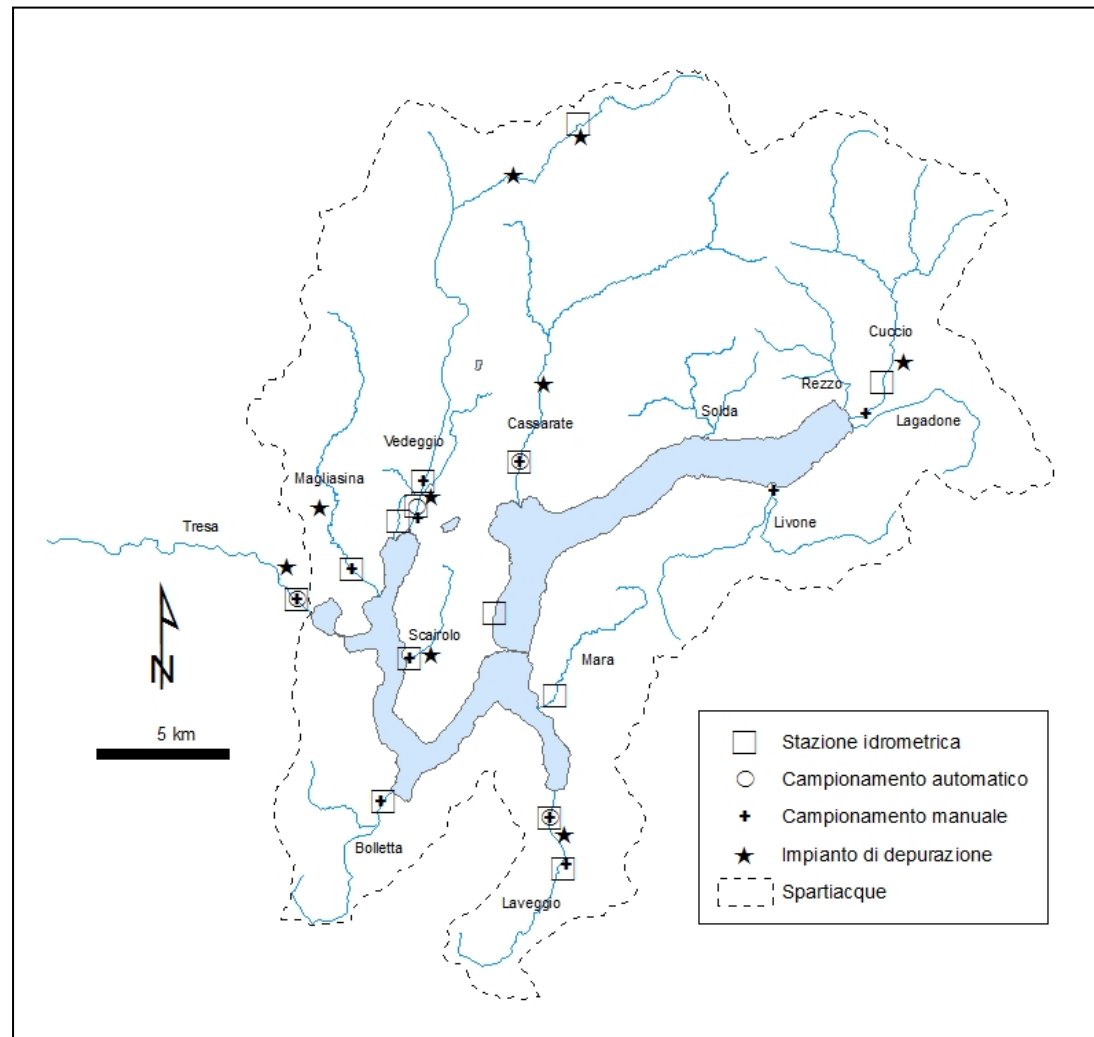 Cuccio
Rezzo
Lagadone
Solda
Cassarate
Vedeggio
Magliasina
Tresa
Livone
Scairolo
Mara
N
5 km
Bolletta
Laveggio
Stazione idrometrica
Campionamento automatico
Campionamento manuale
Impianto di depurazione
Spartiacque